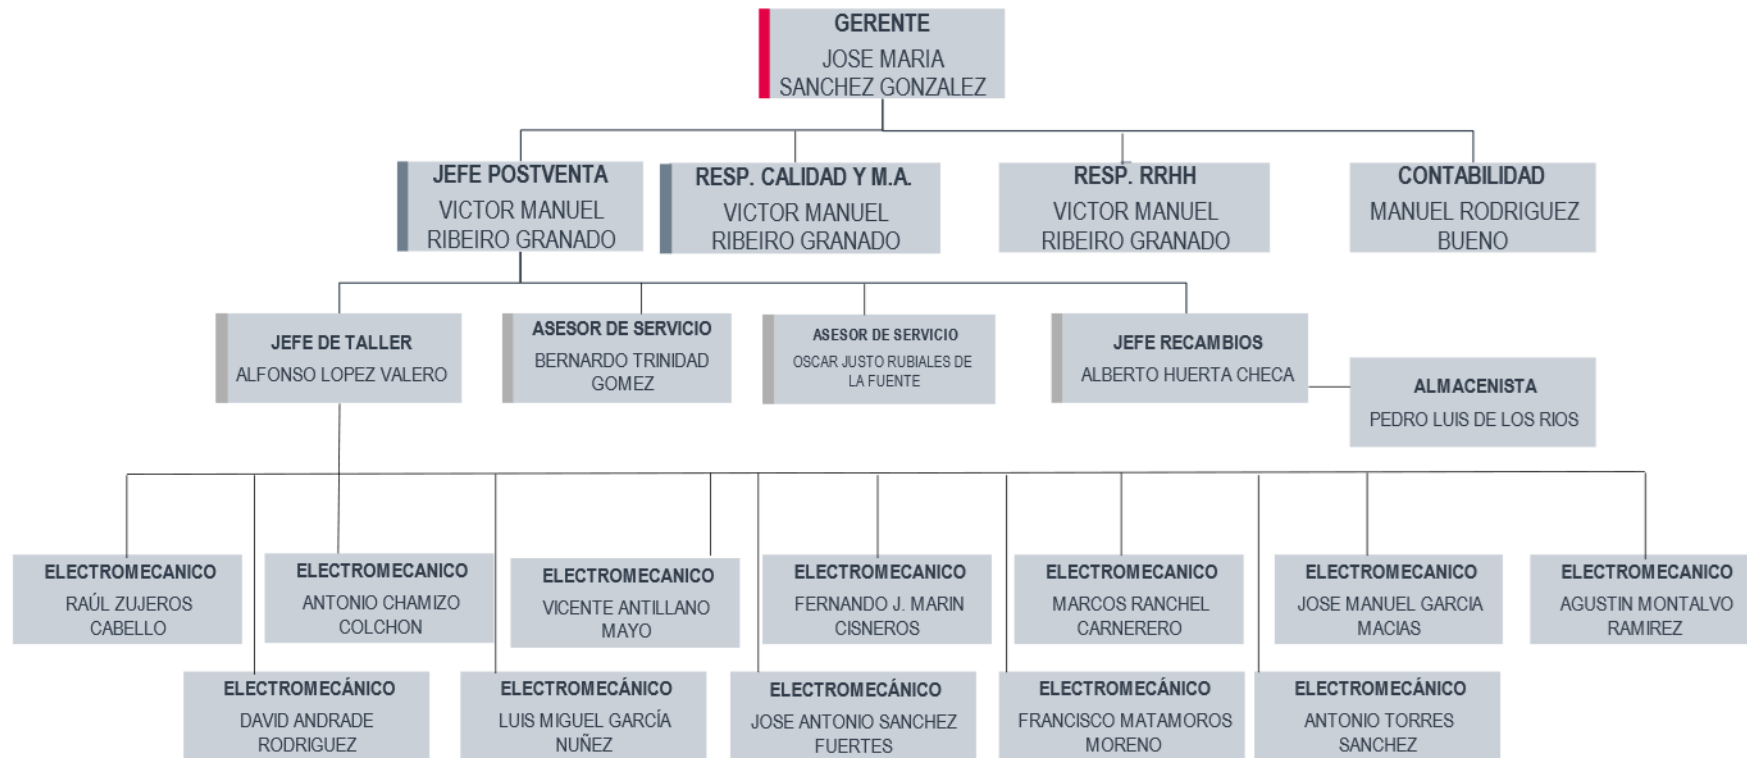 GERENTE
JOSE MARIA
SANCHEZ GONZALEZ
JEFE POSTVENTA
VICTOR MANUEL
RIBEIRO GRANADO
RESP. CALIDAD Y M.A.
VICTOR MANUEL
RIBEIRO GRANADO
RESP. RRHH
VICTOR MANUEL
RIBEIRO GRANADO
CONTABILIDAD
MANUEL RODRIGUEZ
BUENO
JEFE DE TALLER
ALFONSO LOPEZ VALERO
ASESOR DE SERVICIO
BERNARDO TRINIDAD
GOMEZ
ASESOR DE SERVICIO
OSCAR JUSTO RUBIALES DE
LA FUENTE
JEFE RECAMBIOS
ALBERTO HUERTA CHECA
ALMACENISTA
PEDRO LUIS DE LOS RIOS
ELECTROMECANICO
RAÚL ZUJEROS
CABELLO
ELECTROMECANICO
ANTONIO CHAMIZO
COLCHON
ELECTROMECANICO
VICENTE ANTILLANO
MAYO
ELECTROMECANICO
FERNANDO J. MARIN
CISNEROS
ELECTROMECANICO
MARCOS RANCHEL
CARNERERO
ELECTROMECANICO
JOSE MANUEL GARCIA
MACIAS
ELECTROMECANICO
AGUSTIN MONTALVO
RAMIREZ
ELECTROMECÁNICO
DAVID ANDRADE
RODRIGUEZ
ELECTROMECÁNICO
LUIS MIGUEL GARCÍA
NUÑEZ
ELECTROMECÁNICO
JOSE ANTONIO SANCHEZ
FUERTES
ELECTROMECÁNICO
FRANCISCO MATAMOROS
MORENO
ELECTROMECÁNICO
ANTONIO TORRES
SANCHEZ